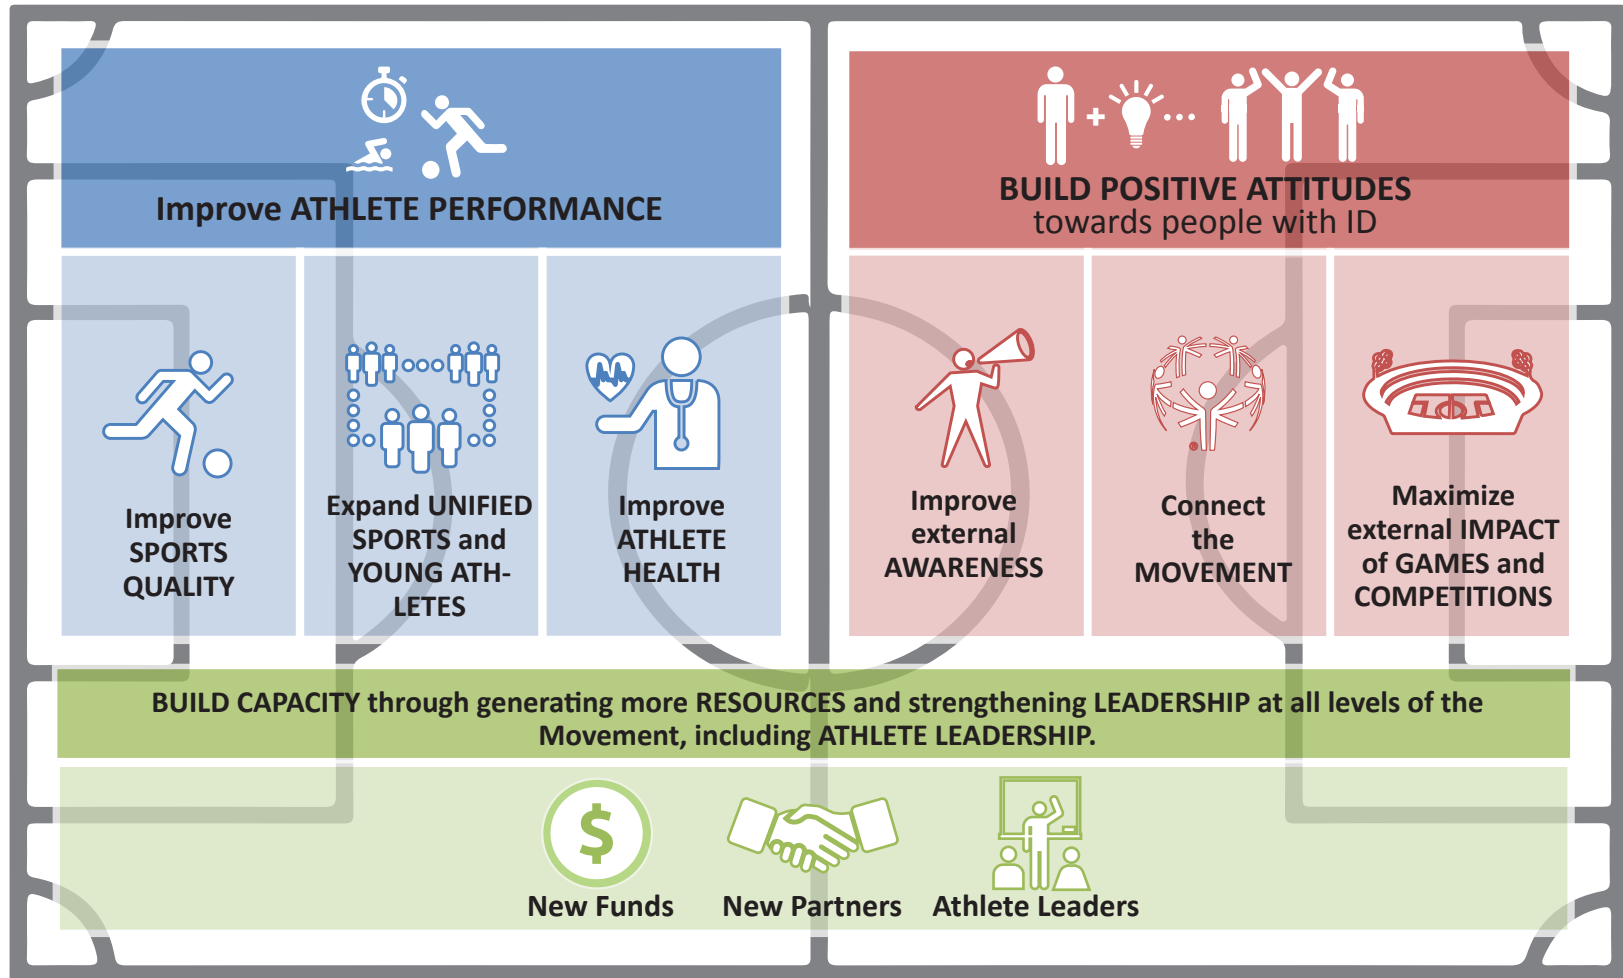 Improve ATHLETE PERFORMANCE
BUILD POSITIVE ATTITUDES
towards people with ID
Improve
SPORTS
QUALITY
Expand UNIFIED
SPORTS and
YOUNG ATH-
LETES
Improve
ATHLETE
HEALTH
Improve
external
AWARENESS
Connect
the
MOVEMENT
Maximize
external IMPACT
of GAMES and
COMPETITIONS
BUILD CAPACITY through generating more RESOURCES and strengthening LEADERSHIP at all levels of the
Movement, including ATHLETE LEADERSHIP.
$
New Funds
New Partners
Athlete Leaders